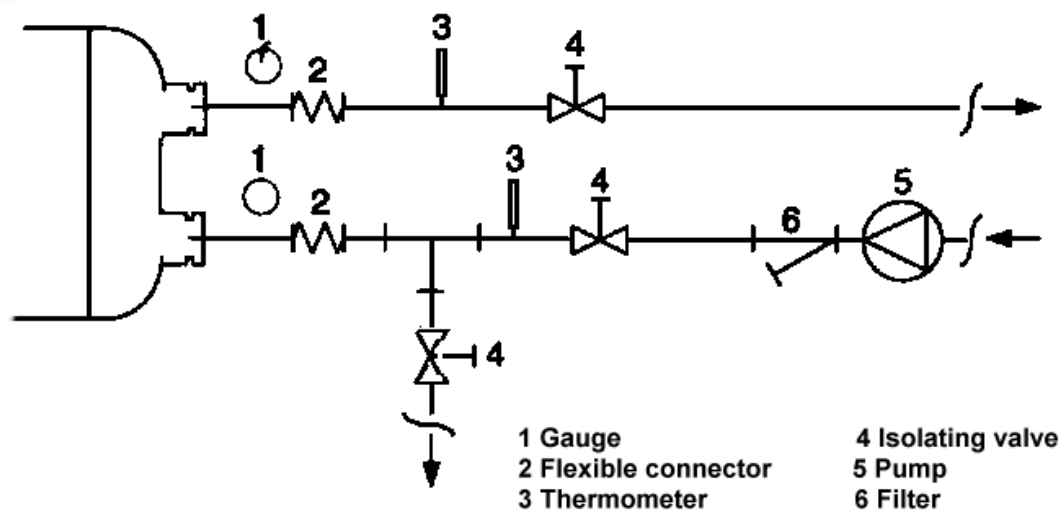 1
3
4
2
1
3
4
5
2
6
4
1 Gauge
4 Isolating valve
2 Flexible connector
5 Pump
3 Thermometer
6 Filter